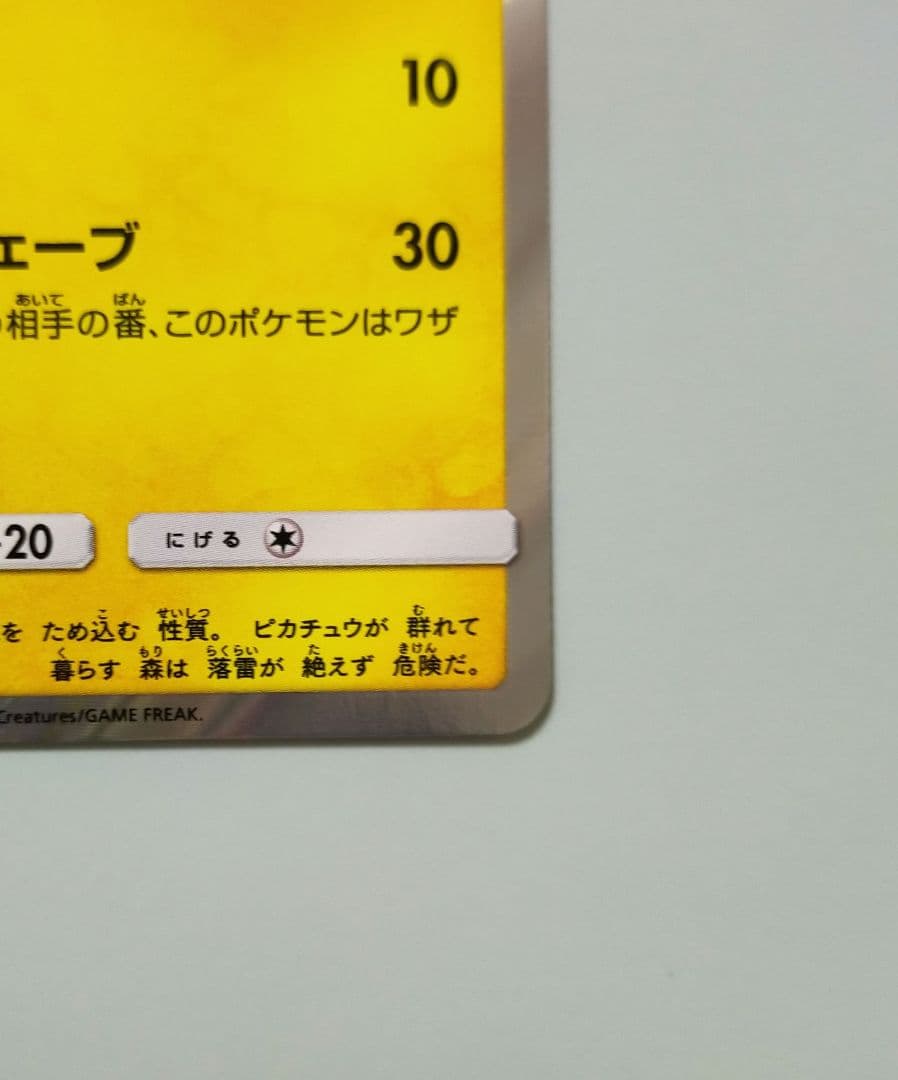 10
ェーブ 30
相手の番、このポケモンはワザ
あいて ばん
-20 にげる
を ため込む 性質。 ピカチュウが 群れて
こ せいしつ む
暮らす 森は 落雷が 絶えず 危険だ。
く もり らくらい た きけん
Creatures/GAME FREAK.